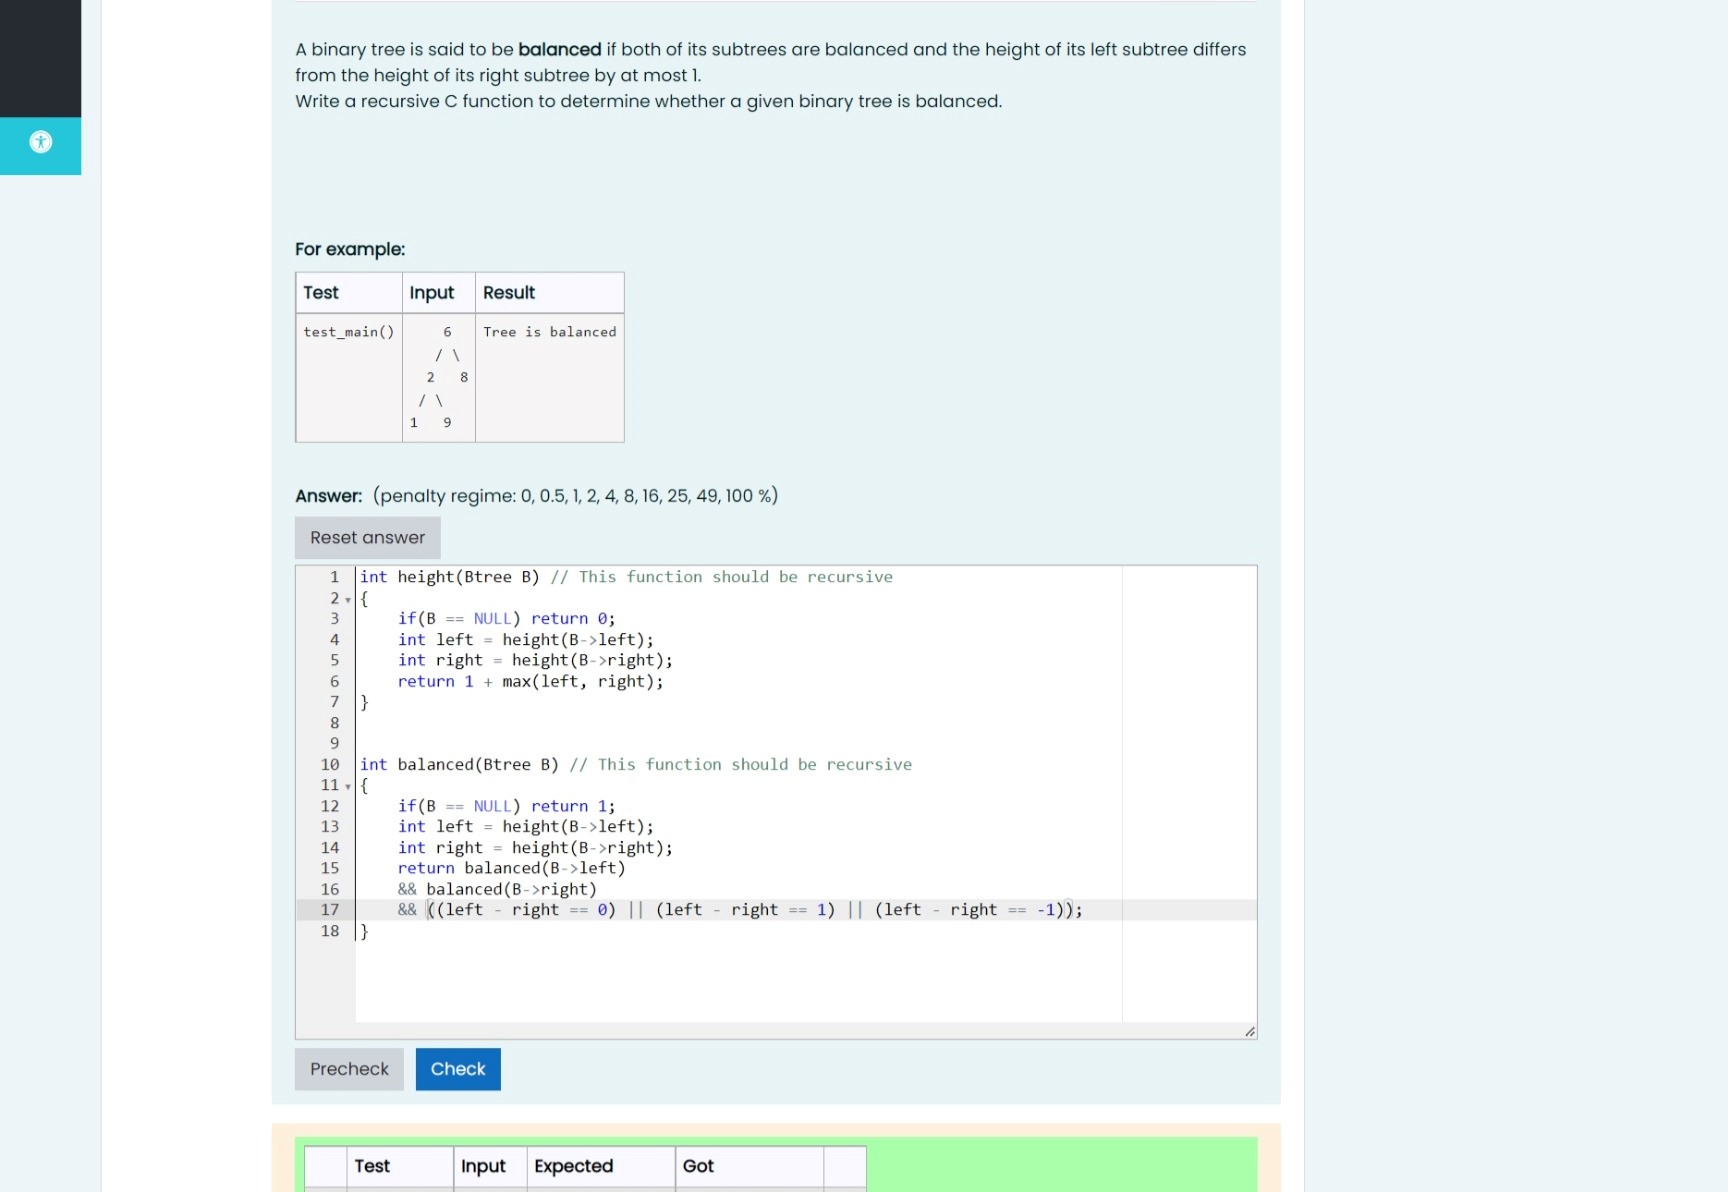 A binary tree is said to be balanced if both of its subtrees are balanced and the height of its left subtree differs
from the height of its right subtree by at most 1.
Write a recursive C function to determine whether a given binary tree is balanced.
For example:
Test Input Result
test_main() 6 Tree is balanced
/ \
2 8
/ \
1 9
Answer: (penalty regime: 0, 0.5, 1, 2, 4, 8, 16, 25, 49, 100 %)
Reset answer
1 int height(Btree B) // This function should be recursive
2 {
3 if(B == NULL) return 0;
4 int left = height(B->left);
5 int right = height(B->right);
6 return 1 + max(left, right);
7 }
8
9
10 int balanced(Btree B) // This function should be recursive
11 {
12 if(B == NULL) return 1;
13 int left = height(B->left);
14 int right = height(B->right);
15 return balanced(B->left)
16 && balanced(B->right)
17 && ((left - right == 0) || (left - right == 1) || (left - right == -1));
18 }
Precheck Check
Test Input Expected Got